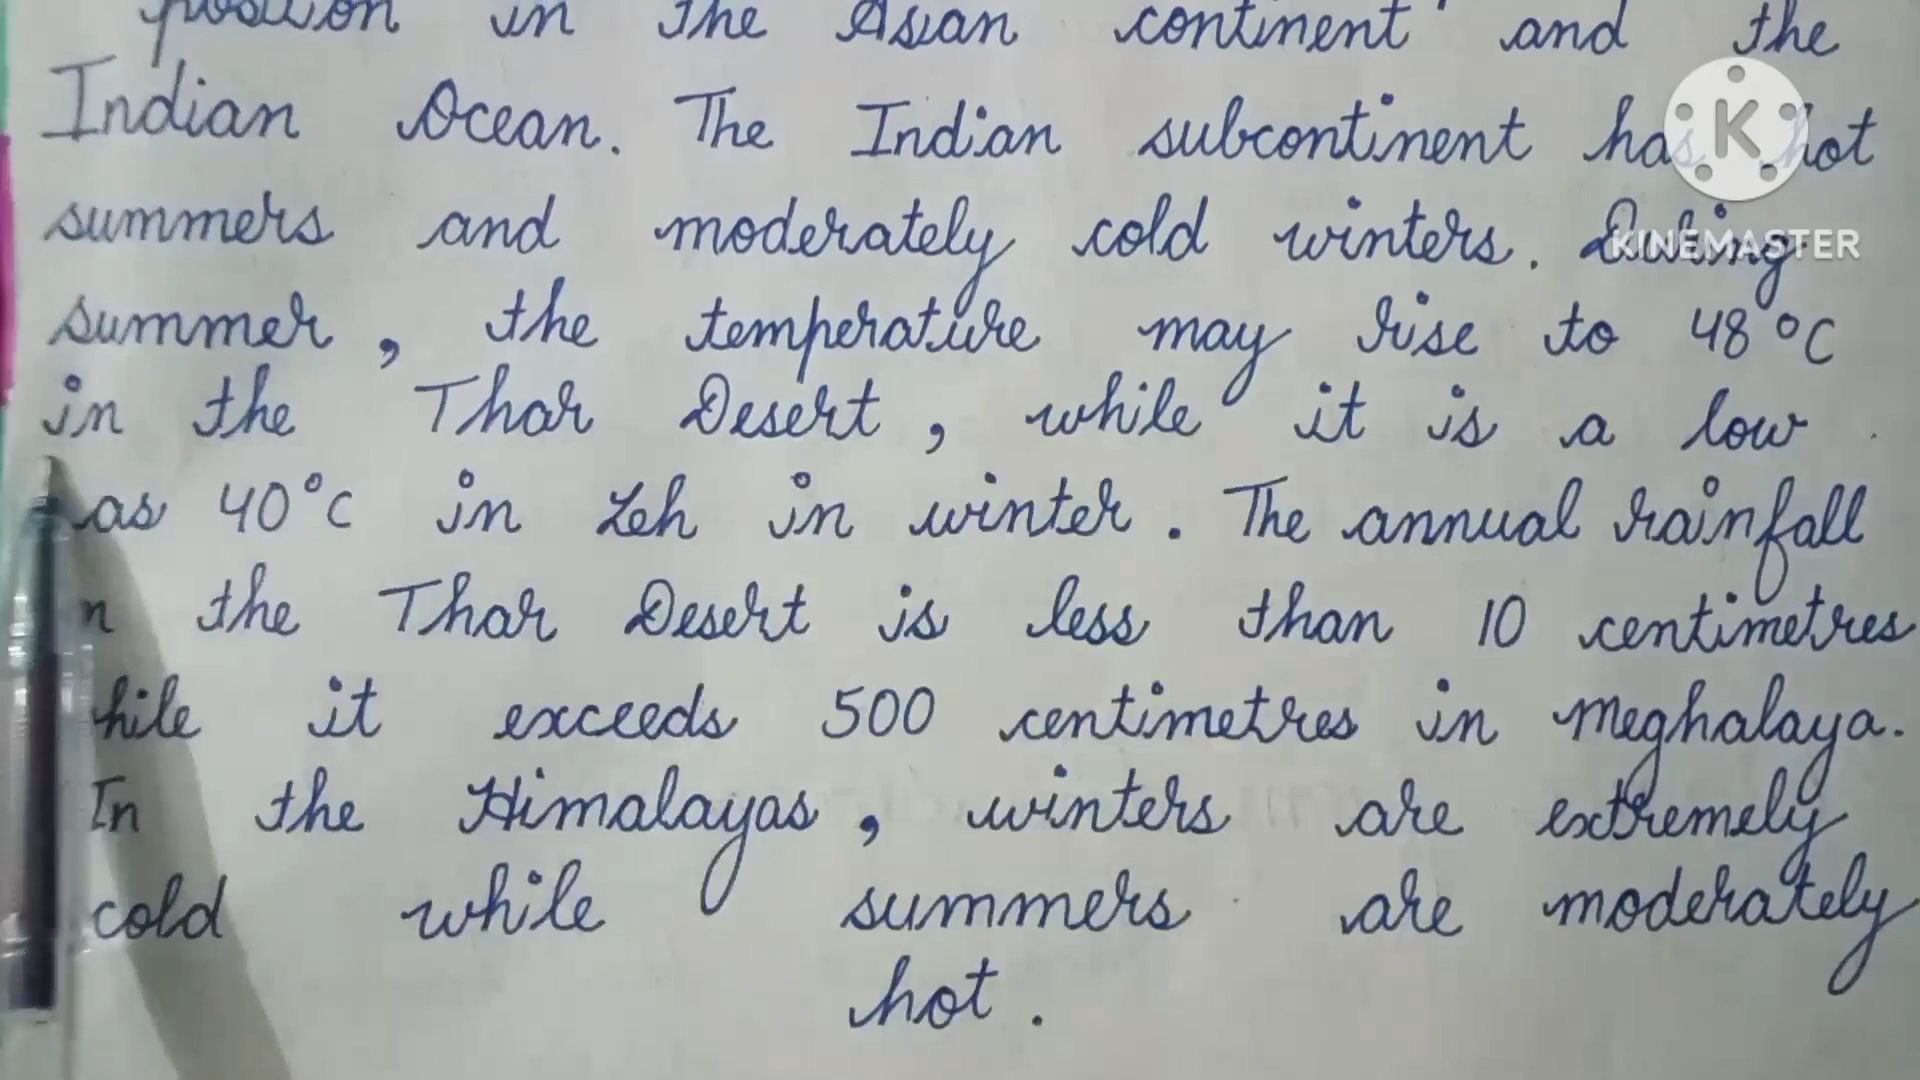 position in the Asian continent and the
Indian Ocean. The Indian subcontinent has hot
summers and moderately cold winters. During
summer, the temperature may rise to 48°C
in the Thar Desert, while it is a low
as 40°C in Leh in winter. The annual rainfall
n the Thar Desert is less than 10 centimetres
hile it exceeds 500 centimetres in Meghalaya.
In the Himalayas, winters are extremely
cold while summers are moderately
hot.
K
KINEMASTER